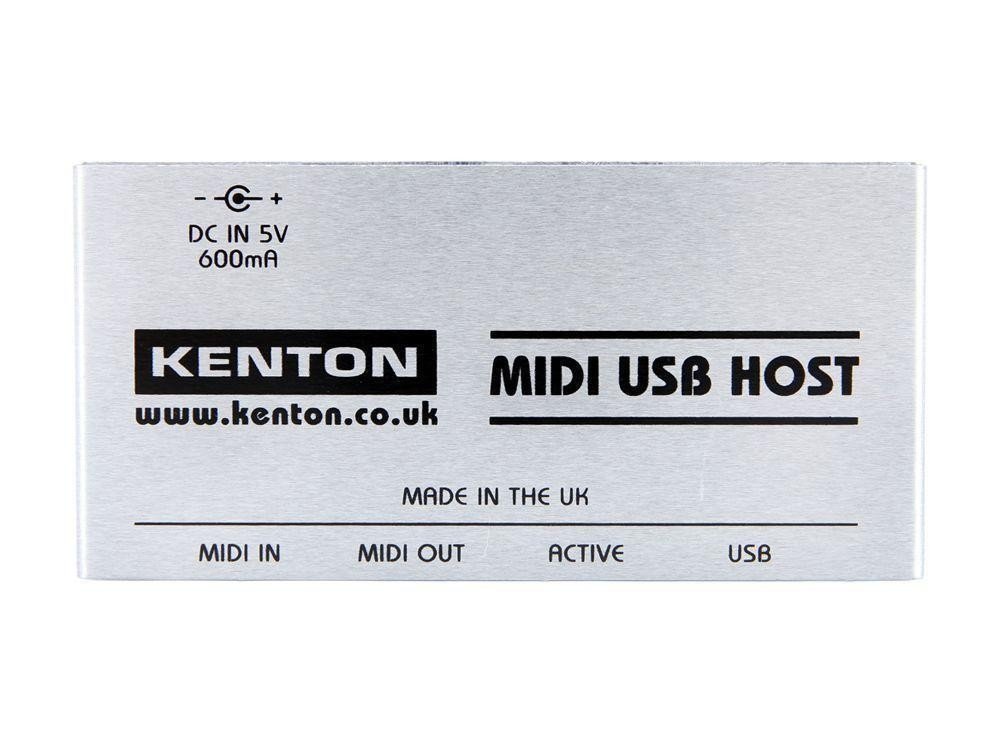 - +
DC IN 5V
600mA
KENTON
www.kenton.co.uk
MIDI USB HOST
MADE IN THE UK
MIDI IN MIDI OUT ACTIVE USB